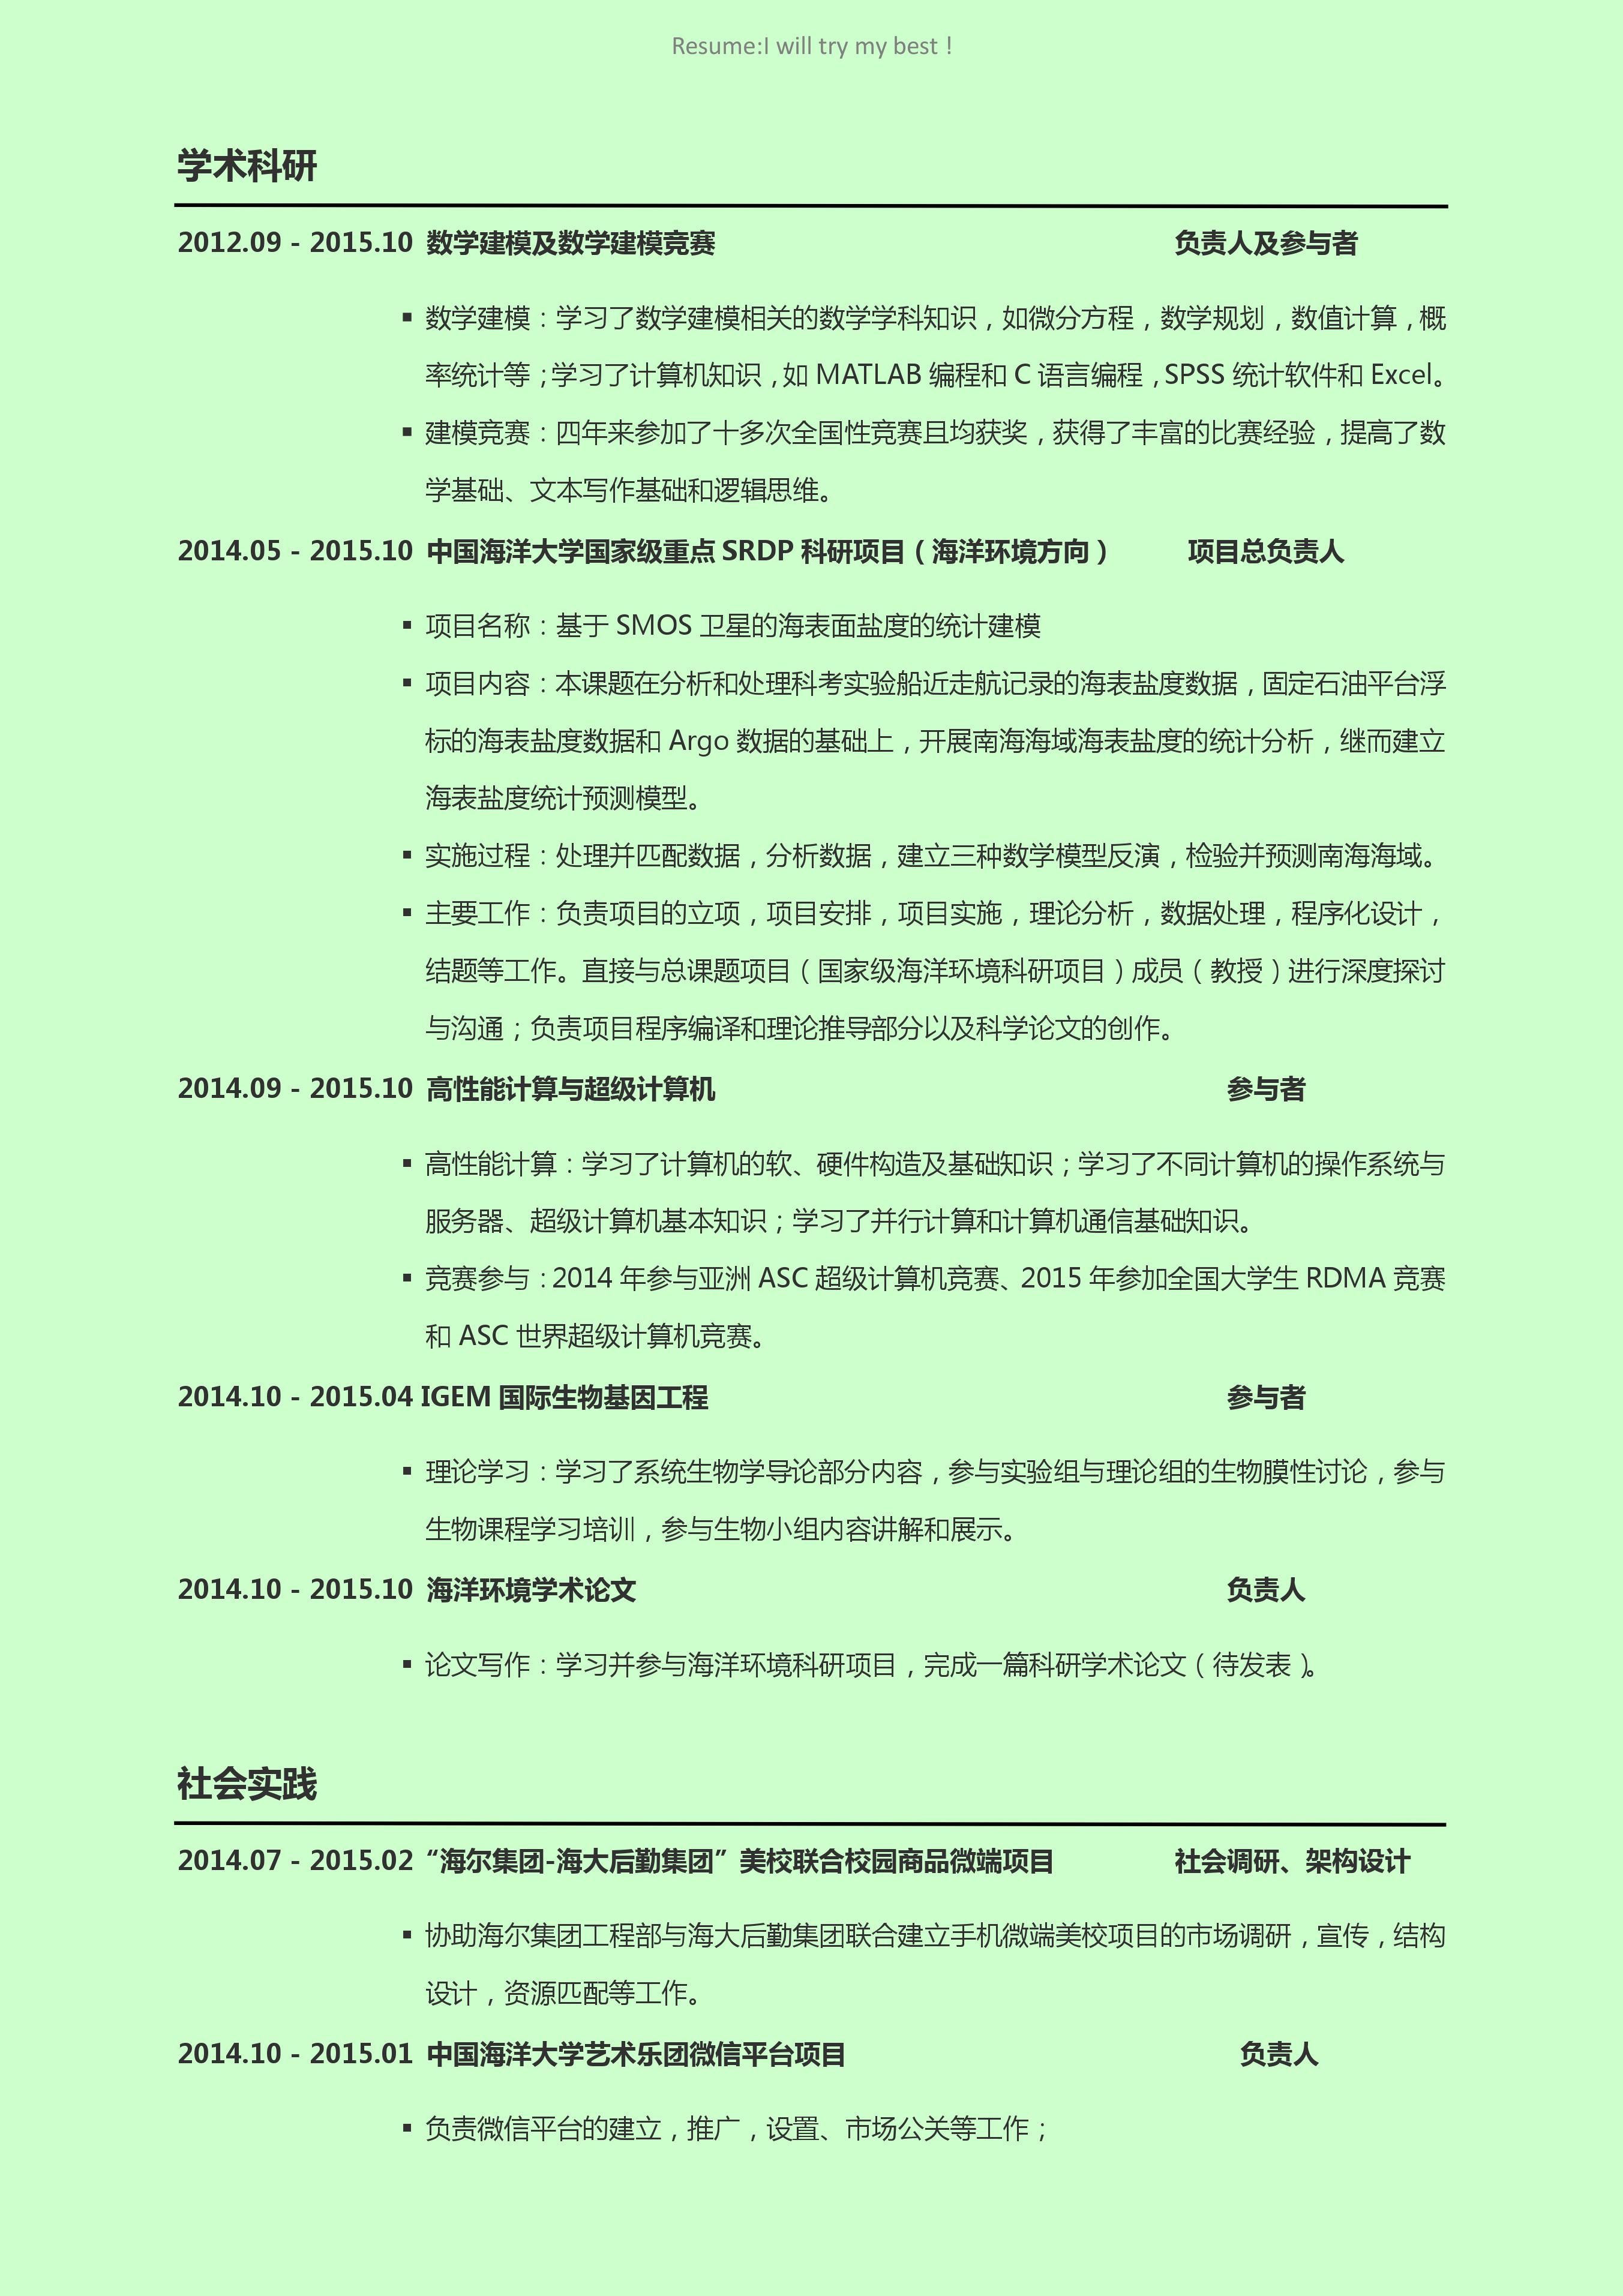 Resume:I will try my best！
学术科研
2012.09 - 2015.10 数学建模及数学建模竞赛 负责人及参与者
▪ 数学建模：学习了数学建模相关的数学学科知识，如微分方程，数学规划，数值计算，概
率统计等；学习了计算机知识，如 MATLAB 编程和 C 语言编程，SPSS 统计软件和 Excel。
▪ 建模竞赛：四年来参加了十多次全国性竞赛且均获奖，获得了丰富的比赛经验，提高了数
学基础、文本写作基础和逻辑思维。
2014.05 - 2015.10 中国海洋大学国家级重点 SRDP 科研项目（海洋环境方向） 项目总负责人
▪ 项目名称：基于 SMOS 卫星的海表面盐度的统计建模
▪ 项目内容：本课题在分析和处理科考实验船近走航记录的海表盐度数据，固定石油平台浮
标的海表盐度数据和 Argo 数据的基础上，开展南海海域海表盐度的统计分析，继而建立
海表盐度统计预测模型。
▪ 实施过程：处理并匹配数据，分析数据，建立三种数学模型反演，检验并预测南海海域。
▪ 主要工作：负责项目的立项，项目安排，项目实施，理论分析，数据处理，程序化设计，
结题等工作。直接与总课题项目（国家级海洋环境科研项目）成员（教授）进行深度探讨
与沟通；负责项目程序编译和理论推导部分以及科学论文的创作。
2014.09 - 2015.10 高性能计算与超级计算机 参与者
▪ 高性能计算：学习了计算机的软、硬件构造及基础知识；学习了不同计算机的操作系统与
服务器、超级计算机基本知识；学习了并行计算和计算机通信基础知识。
▪ 竞赛参与：2014 年参与亚洲 ASC 超级计算机竞赛、2015 年参加全国大学生 RDMA 竞赛
和 ASC 世界超级计算机竞赛。
2014.10 - 2015.04 IGEM 国际生物基因工程 参与者
▪ 理论学习：学习了系统生物学导论部分内容，参与实验组与理论组的生物膜性讨论，参与
生物课程学习培训，参与生物小组内容讲解和展示。
2014.10 - 2015.10 海洋环境学术论文 负责人
▪ 论文写作：学习并参与海洋环境科研项目，完成一篇科研学术论文（待发表）。
社会实践
2014.07 - 2015.02 “海尔集团-海大后勤集团”美校联合校园商品微端项目 社会调研、架构设计
▪ 协助海尔集团工程部与海大后勤集团联合建立手机微端美校项目的市场调研，宣传，结构
设计，资源匹配等工作。
2014.10 - 2015.01 中国海洋大学艺术乐团微信平台项目 负责人
▪ 负责微信平台的建立，推广，设置、市场公关等工作；